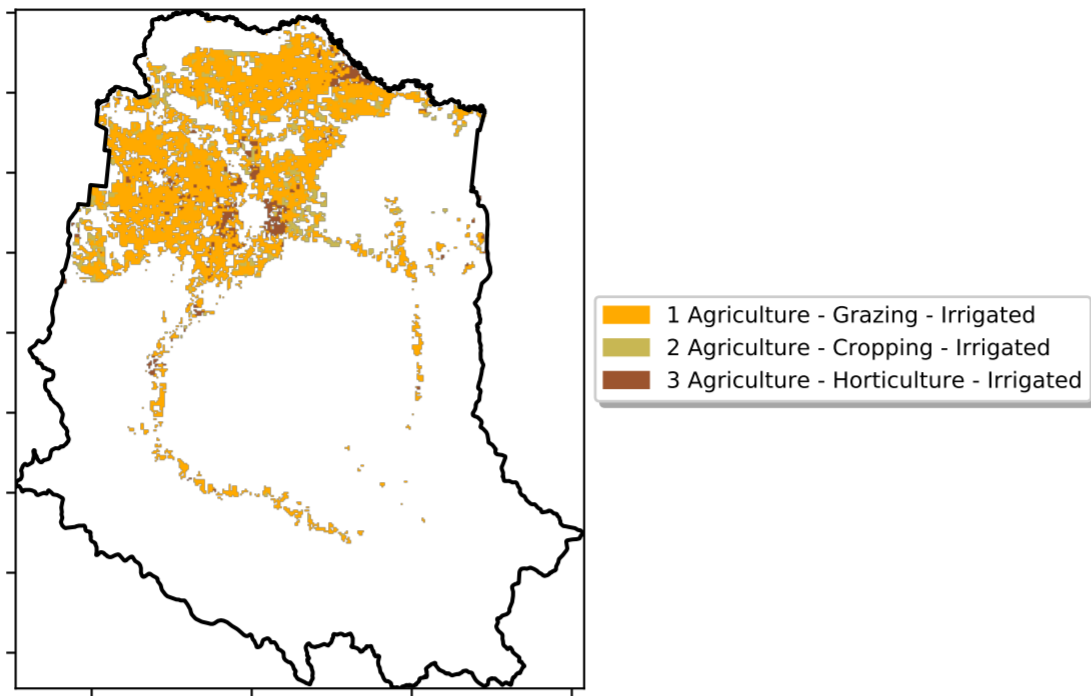 1 Agriculture - Grazing - Irrigated
2 Agriculture - Cropping - Irrigated
3 Agriculture - Horticulture - Irrigated